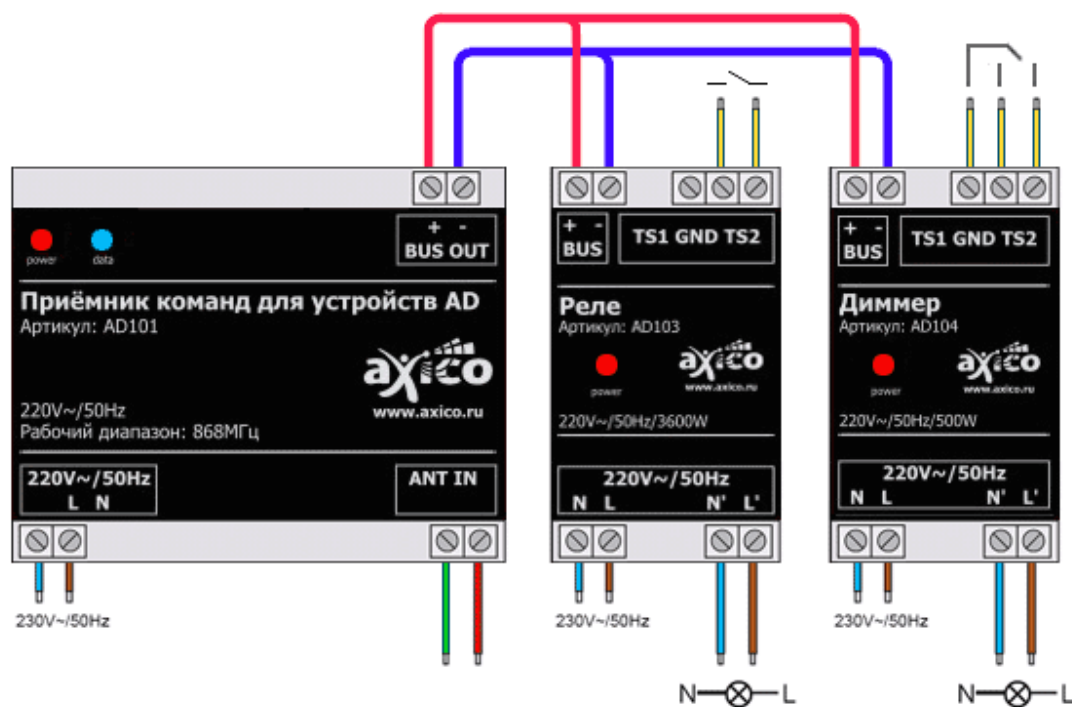 power
data
+ -
BUS OUT
Приёмник команд для устройств AD
Артикул: AD101
axico
www.axico.ru
220V~/50Hz
Рабочий диапазон: 868МГц
220V~/50Hz
L N
ANT IN
230V~/50Hz
+ -
BUS
TS1 GND TS2
Реле
Артикул: AD103
power
axico
www.axico.ru
220V~/50Hz/3600W
220V~/50Hz
N L N' L'
230V~/50Hz
N L
+ -
BUS
TS1 GND TS2
Диммер
Артикул: AD104
power
axico
www.axico.ru
220V~/50Hz/500W
220V~/50Hz
N L N' L'
230V~/50Hz
N L